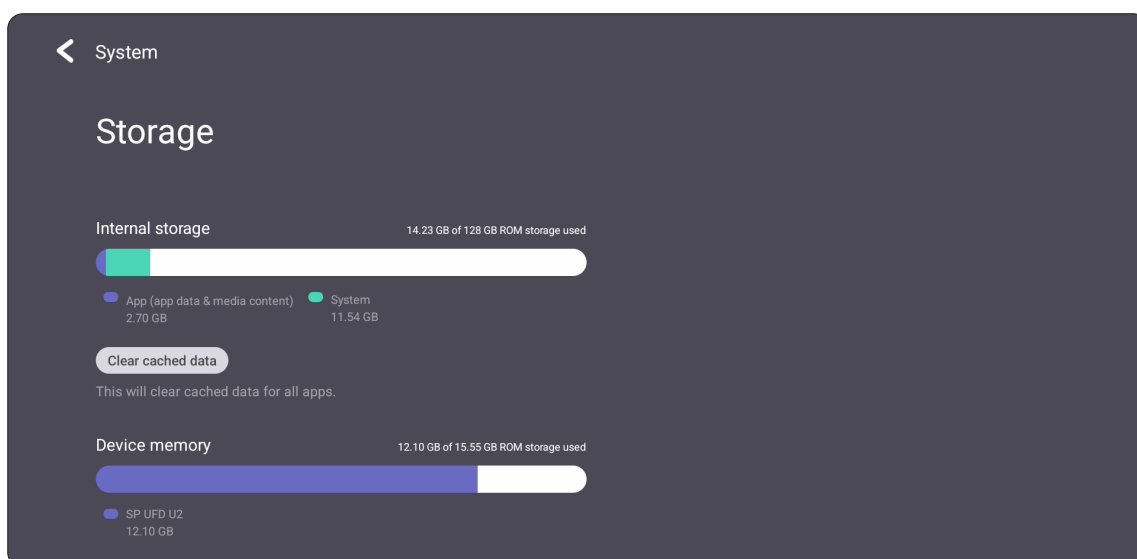 System
Storage
Internal storage
14.23 GB of 128 GB ROM storage used
App (app data & media content)
2.70 GB
System
11.54 GB
Clear cached data
This will clear cached data for all apps.
Device memory
12.10 GB of 15.55 GB ROM storage used
SP UFD U2
12.10 GB